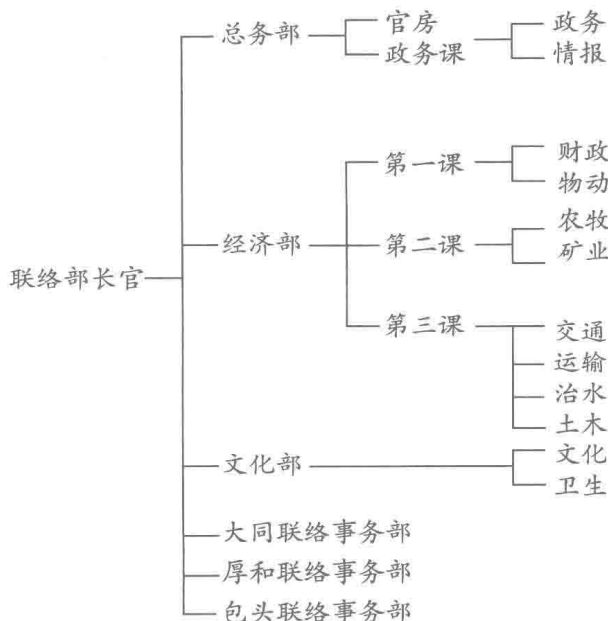 总务部
官房
政务课
政务
情报
经济部
第一课
财政
物动
第二课
农牧
矿业
联络部长官
第三课
交通
运输
治水
土木
文化部
文化
卫生
大同联络事务部
厚和联络事务部
包头联络事务部